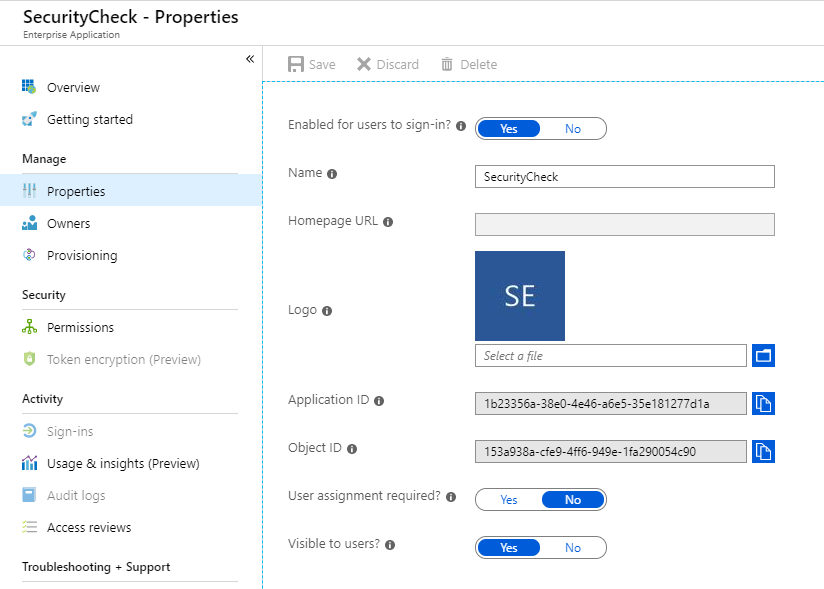 SecurityCheck - Properties
Enterprise Application
«
Save
Discard
Delete
Overview
Getting started
Manage
Properties
Owners
Provisioning
Security
Permissions
Token encryption (Preview)
Activity
Sign-ins
Usage & insights (Preview)
Audit logs
Access reviews
Troubleshooting + Support
Enabled for users to sign-in? Yes No
Name SecurityCheck
Homepage URL
Logo SE
Select a file
Application ID 1b23356a-38e0-4e46-a6e5-35e181277d1a
Object ID 153a938a-cfe9-4ff6-949e-1fa290054c90
User assignment required? Yes No
Visible to users? Yes No